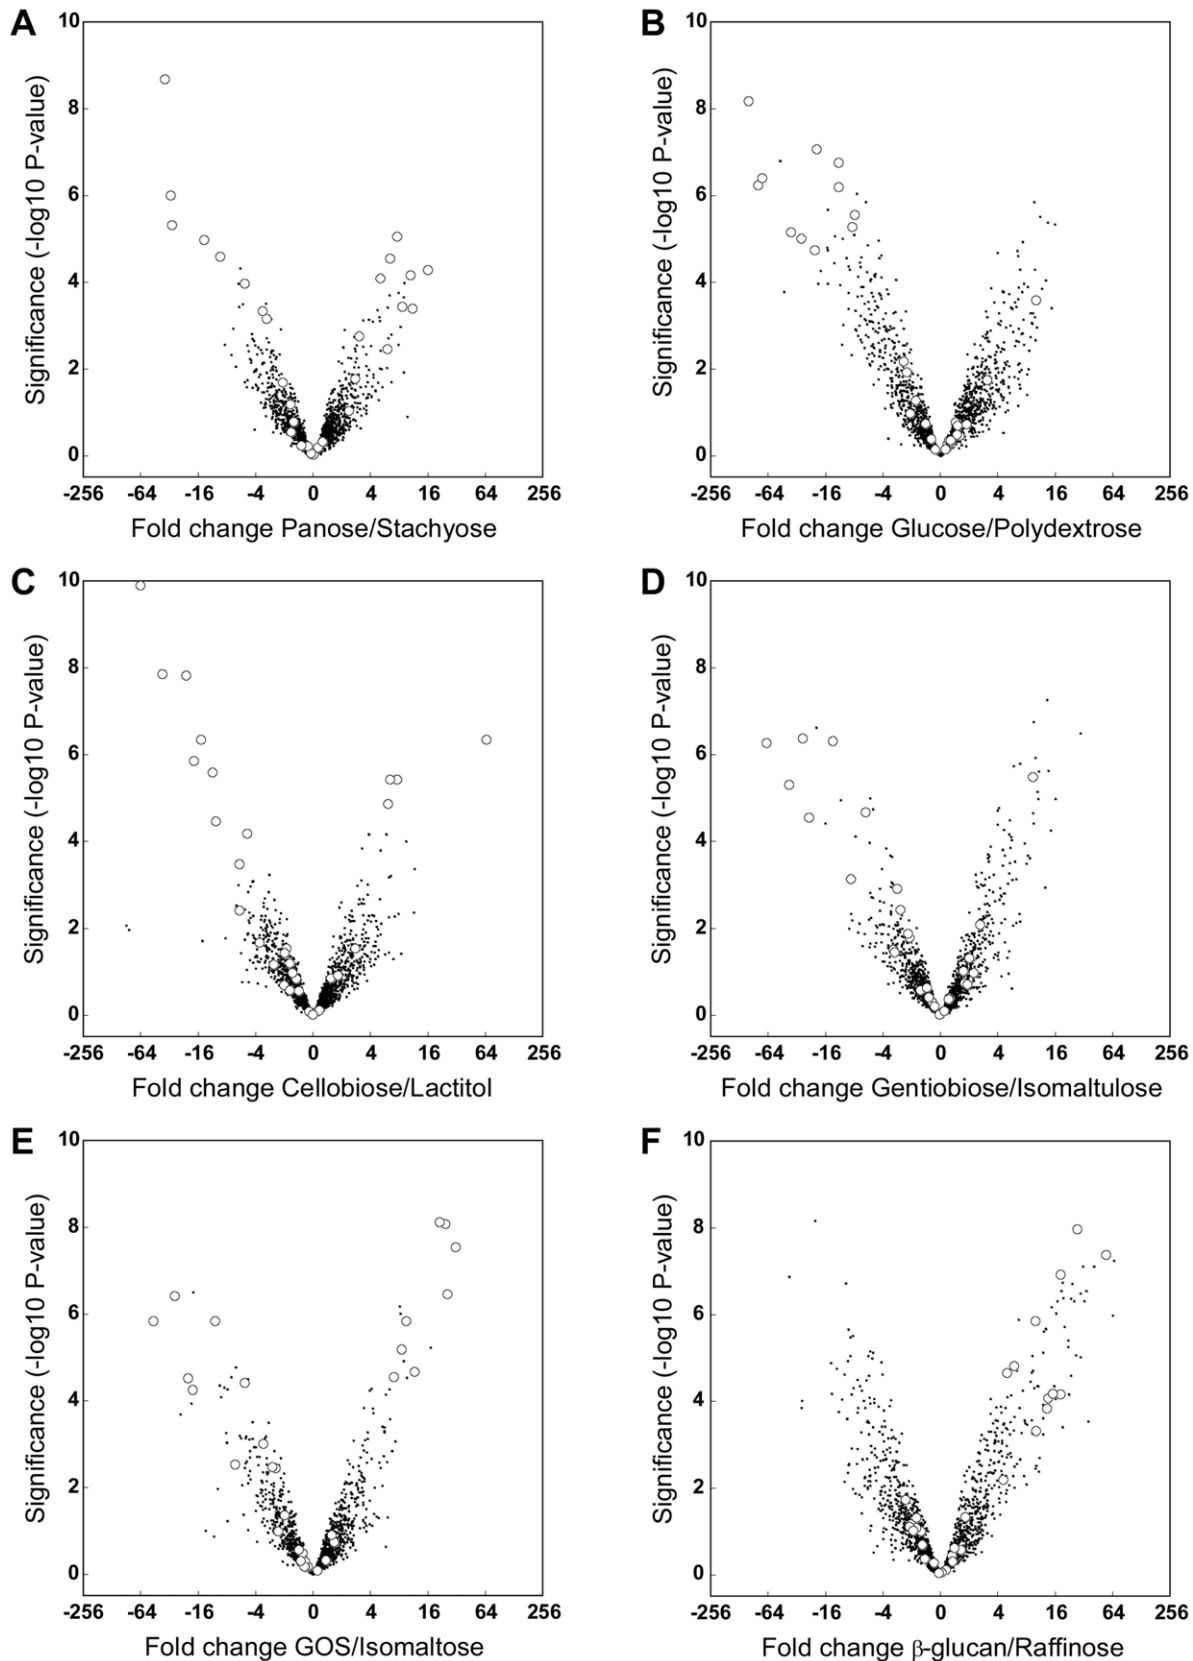 A
B
10
8
6
4
2
0
Significance (-log10 P-value)
-256 -64 -16 -4 0 4 16 64 256
Fold change Panose/Stachyose
10
8
6
4
2
0
Significance (-log10 P-value)
-256 -64 -16 -4 0 4 16 64 256
Fold change Glucose/Polydextrose
C
D
10
8
6
4
2
0
Significance (-log10 P-value)
-256 -64 -16 -4 0 4 16 64 256
Fold change Cellobiose/Lactitol
10
8
6
4
2
0
Significance (-log10 P-value)
-256 -64 -16 -4 0 4 16 64 256
Fold change Gentiobiose/Isomaltulose
E
F
10
8
6
4
2
0
Significance (-log10 P-value)
-256 -64 -16 -4 0 4 16 64 256
Fold change GOS/Isomaltose
10
8
6
4
2
0
Significance (-log10 P-value)
-256 -64 -16 -4 0 4 16 64 256
Fold change β-glucan/Raffinose